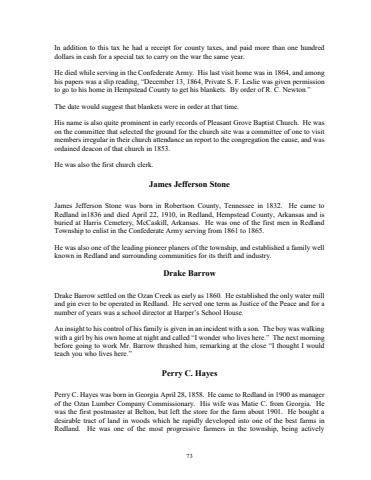 In addition to this tax he had a receipt for county taxes, and paid more than one hundred
dollars in cash for a special tax to carry on the war the same year.
He died while serving in the Confederate Army. His last visit home was in 1864, and among
his papers was a slip reading, “December 13, 1864, Private S. F. Leslie was given permission
to go to his home in Hempstead County to get his blankets. By order of R. C. Newton.”
The date would suggest that blankets were in order at that time.
His name is also quite prominent in early records of Pleasant Grove Baptist Church. He was
on the committee that selected the ground for the church site was a committee of one to visit
members irregular in their church attendance an report to the congregation the cause, and was
ordained deacon of that church in 1853.
He was also the first church clerk.
James Jefferson Stone
James Jefferson Stone was born in Robertson County, Tennessee in 1832. He came to
Redland in1836 and died April 22, 1910, in Redland, Hempstead County, Arkansas and is
buried at Harris Cemetery, McCaskill, Arkansas. He was one of the first men in Redland
Township to enlist in the Confederate Army serving from 1861 to 1865.
He was also one of the leading pioneer planers of the township, and established a family well
known in Redland and surrounding communities for its thrift and industry.
Drake Barrow
Drake Barrow settled on the Ozan Creek as early as 1860. He established the only water mill
and gin ever to be operated in Redland. He served one term as Justice of the Peace and for a
number of years was a school director at Harper’s School House.
An insight to his control of his family is given in an incident with a son. The boy was walking
with a girl by his own home at night and called “I wonder who lives here.” The next morning
before going to work Mr. Barrow thrashed him, remarking at the close “I thought I would
teach you who lives here.”
Perry C. Hayes
Perry C. Hayes was born in Georgia April 28, 1858. He came to Redland in 1900 as manager
of the Ozan Lumber Company Commissionary. His wife was Matie C. from Georgia. He
was the first postmaster at Belton, but left the store for the farm about 1901. He bought a
desirable tract of land in woods which he rapidly developed into one of the best farms in
Redland. He was one of the most progressive farmers in the township, being actively
73